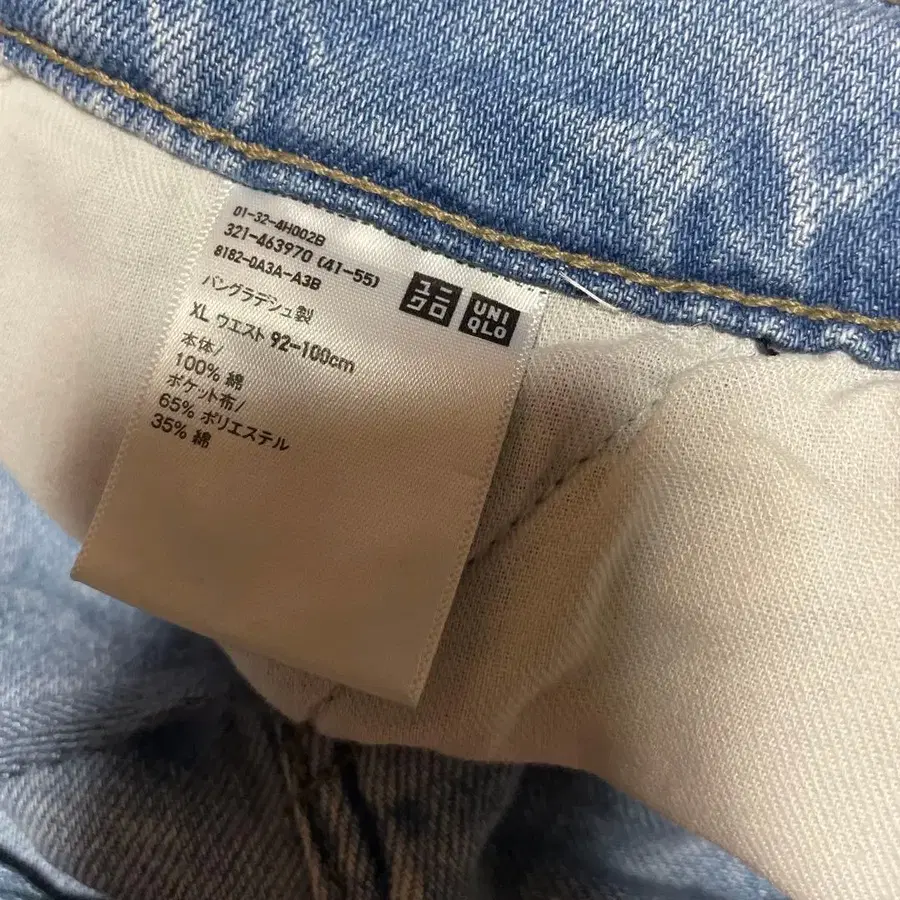 01-32-4H002B
321-463970 (41-55)
8182-0A3A-A3B
バングラデシュ製
XL ウエスト 92-100cm
本体/
100% 綿
ポケット布/
65% ポリエステル
35% 綿
ユニ
クロ
UNI
QLO